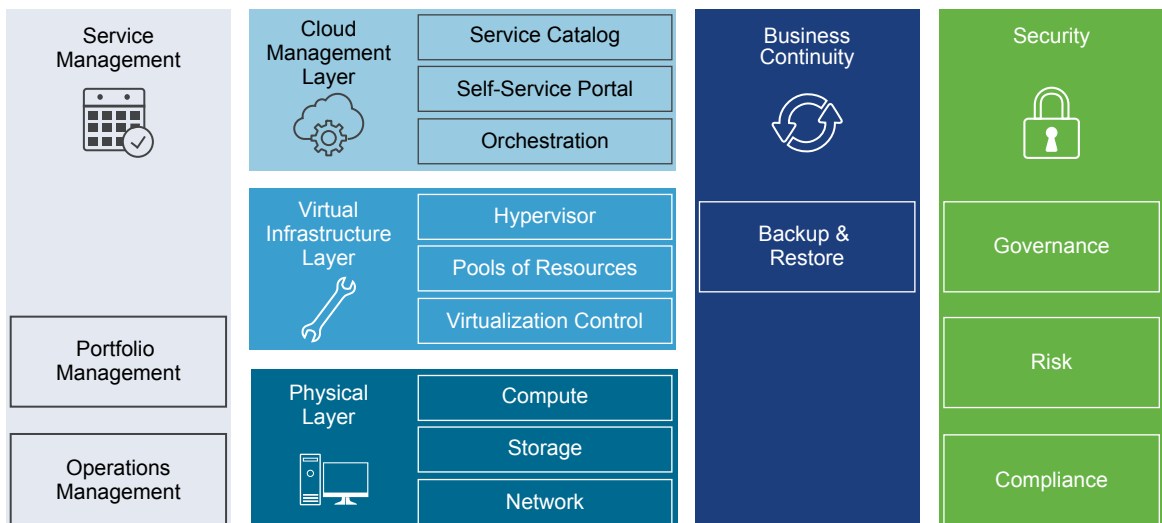 Service
Management
Portfolio
Management
Operations
Management
Cloud
Management
Layer
Service Catalog
Self-Service Portal
Orchestration
Virtual
Infrastructure
Layer
Hypervisor
Pools of Resources
Virtualization Control
Physical
Layer
Compute
Storage
Network
Business
Continuity
Backup &
Restore
Security
Governance
Risk
Compliance